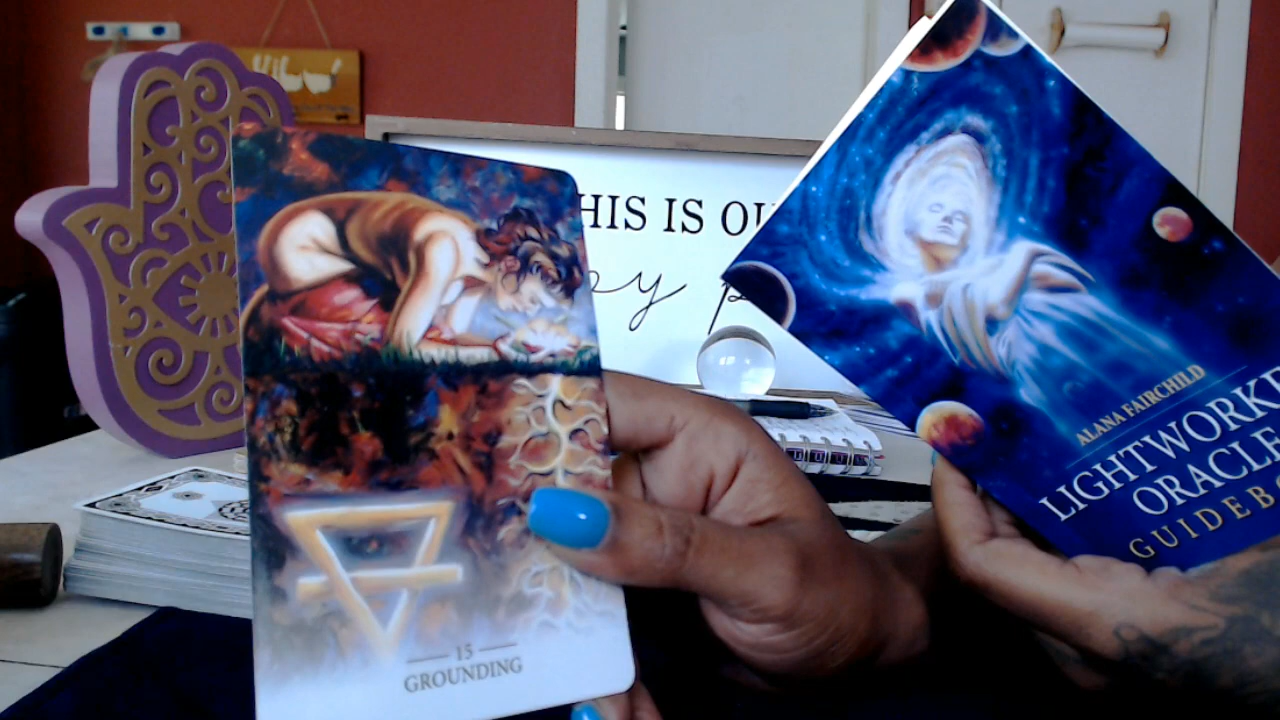 HIS IS OU
15
GROUNDING
ALANA FAIRCHILD
LIGHTWORKE
ORACLE
GUIDEBO